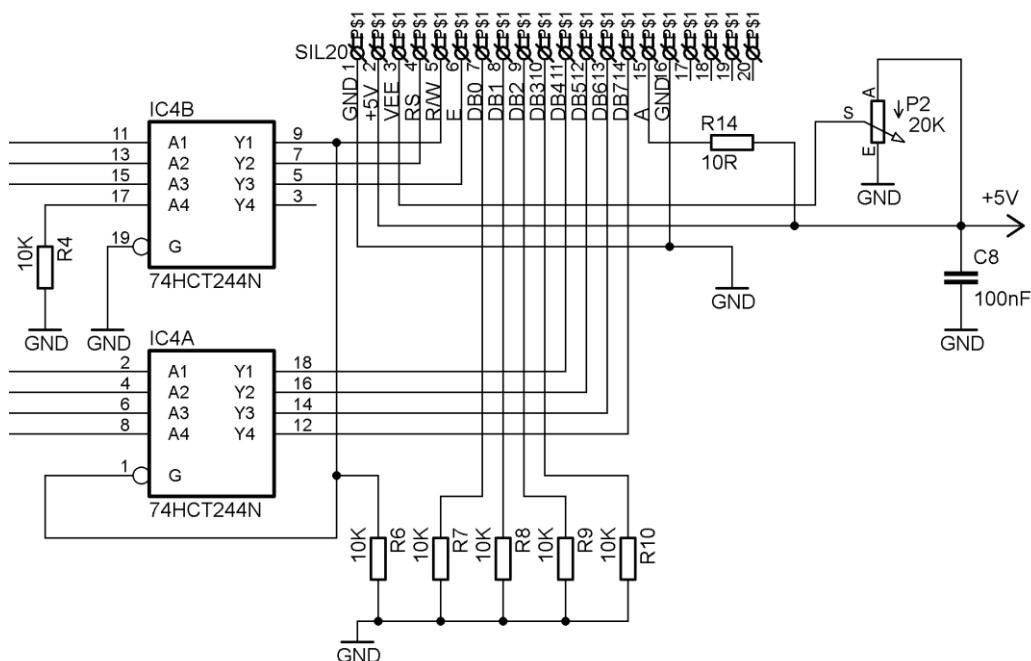 P$1 P$1 P$1 P$1 P$1 P$1 P$1 P$1 P$1 P$1 P$1 P$1 P$1 P$1 P$1 P$1 P$1 P$1 P$1 P$1
SIL20
GND 1
+5V 2
VEE 3
RS 4
R/W 5
E 6
DB0 7
DB1 8
DB2 9
DB3 10
DB4 11
DB5 12
DB6 13
DB7 14
A 15
GND 16
17
18
19
20
R14
10R
A
S
E
P2
20K
GND
+5V
C8
100nF
GND
GND
IC4B
11 A1 Y1 9
13 A2 Y2 7
15 A3 Y3 5
17 A4 Y4 3
19 G
74HCT244N
10K
R4
GND
GND
IC4A
2 A1 Y1 18
4 A2 Y2 16
6 A3 Y3 14
8 A4 Y4 12
1 G
74HCT244N
10K R6
10K R7
10K R8
10K R9
10K R10
GND